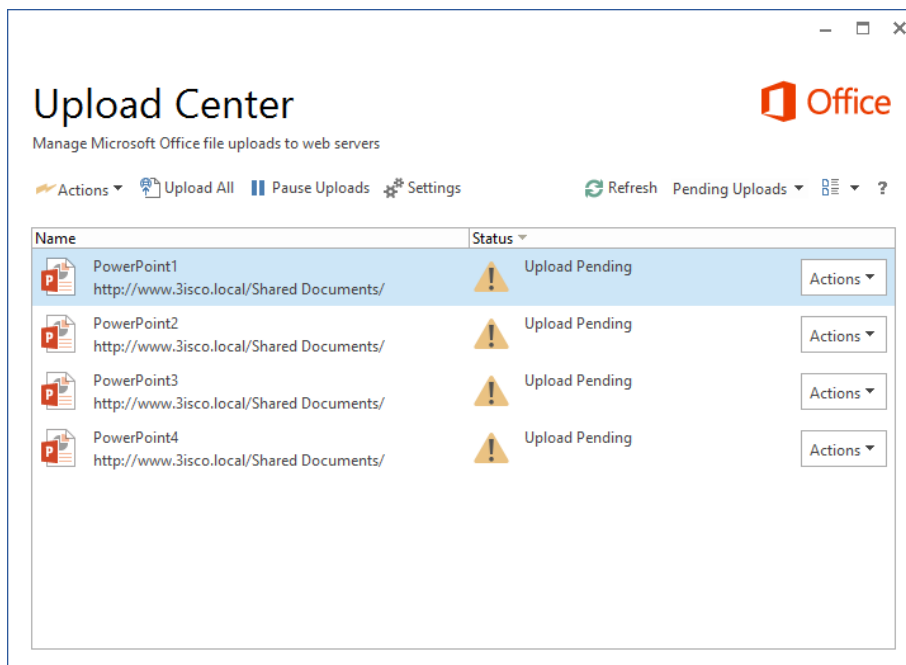 Upload Center
Office
Manage Microsoft Office file uploads to web servers
Actions Upload All Pause Uploads Settings Refresh Pending Uploads ?
Name Status
PowerPoint1 Upload Pending
http://www.3isco.local/Shared Documents/ Actions
PowerPoint2 Upload Pending
http://www.3isco.local/Shared Documents/ Actions
PowerPoint3 Upload Pending
http://www.3isco.local/Shared Documents/ Actions
PowerPoint4 Upload Pending
http://www.3isco.local/Shared Documents/ Actions